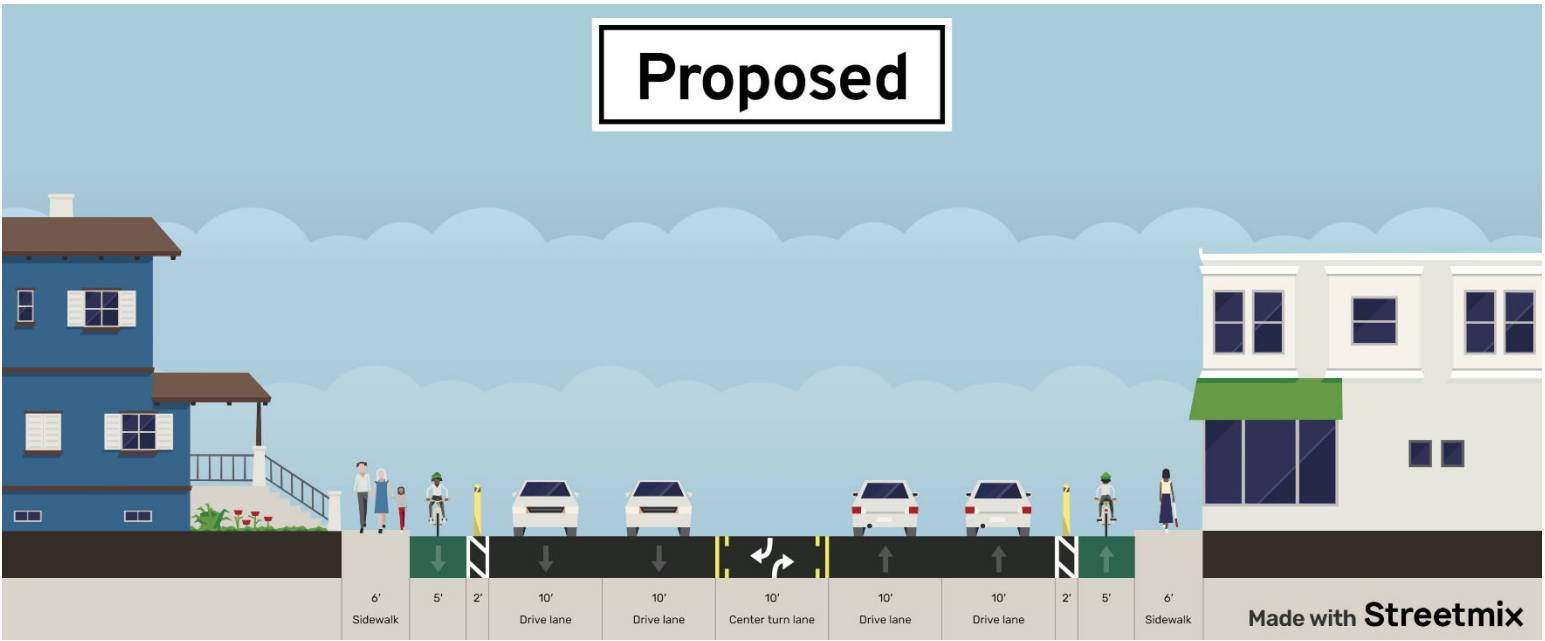 Proposed
6'
Sidewalk
5'
2'
10'
Drive lane
10'
Drive lane
10'
Center turn lane
10'
Drive lane
10'
Drive lane
2'
5'
6'
Sidewalk
Made with Streetmix